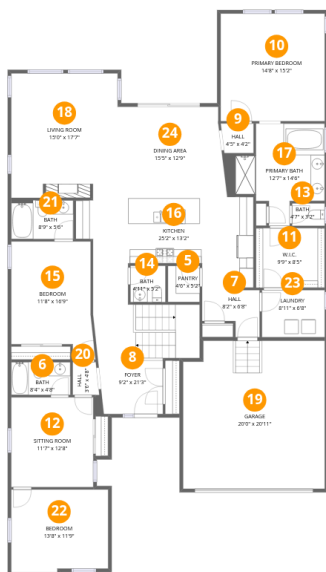 10
PRIMARY BEDROOM
14'8" x 15'2"
18
LIVING ROOM
15'0" x 17'7"
9
HALL
4'5" x 4'2"
24
DINING AREA
15'5" x 12'9"
17
PRIMARY BATH
12'7" x 14'6"
13
BATH
4'7" x 3'2"
21
BATH
8'9" x 5'6"
16
KITCHEN
25'2" x 13'2"
11
W.I.C.
9'9" x 8'5"
15
BEDROOM
11'8" x 16'9"
14
BATH
4'11" x 5'2"
5
PANTRY
4'0" x 5'2"
7
HALL
8'2" x 6'8"
23
LAUNDRY
8'11" x 6'8"
8
FOYER
9'2" x 21'3"
20
HALL
3'6" x 4'8"
6
BATH
8'4" x 4'8"
12
SITTING ROOM
11'7" x 12'8"
19
GARAGE
20'0" x 20'11"
22
BEDROOM
13'8" x 11'9"